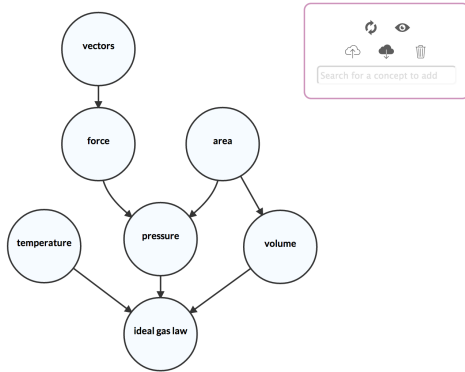 vectors
Search for a concept to add
force
area
temperature
pressure
volume
ideal gas law